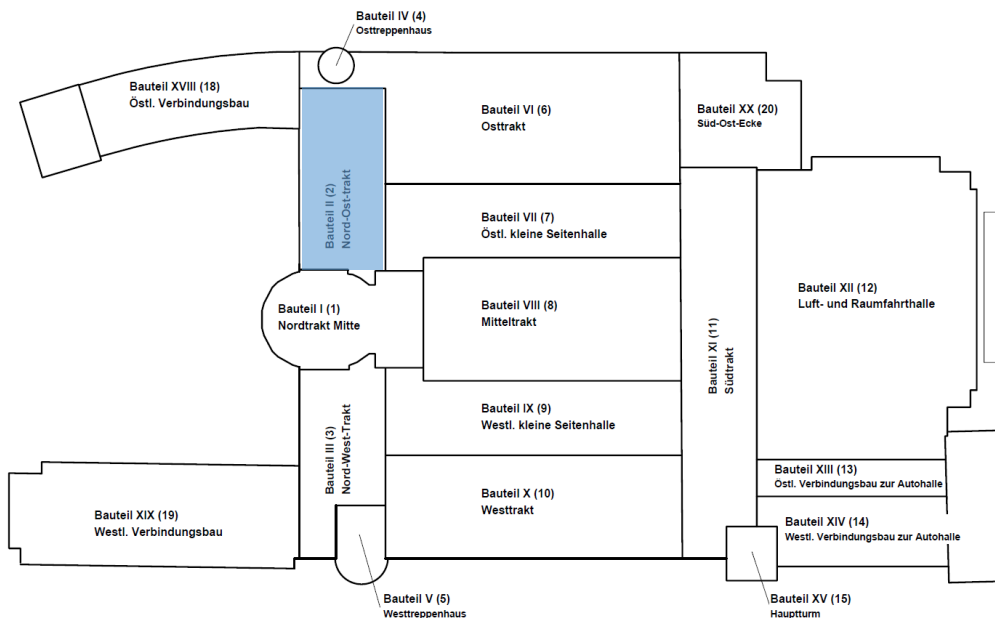 Bauteil IV (4)
Osttreppenhaus
Bauteil XVIII (18)
Östl. Verbindungsbau
Bauteil VI (6)
Osttrakt
Bauteil XX (20)
Süd-Ost-Ecke
Bauteil II (2)
Nord-Ost-trakt
Bauteil VII (7)
Östl. kleine Seitenhalle
Bauteil I (1)
Nordtrakt Mitte
Bauteil VIII (8)
Mitteltrakt
Bauteil XI (11)
Südtrakt
Bauteil XII (12)
Luft- und Raumfahrthalle
Bauteil III (3)
Nord-West-Trakt
Bauteil IX (9)
Westl. kleine Seitenhalle
Bauteil XIII (13)
Östl. Verbindungsbau zur Autohalle
Bauteil XIX (19)
Westl. Verbindungsbau
Bauteil X (10)
Westtrakt
Bauteil XIV (14)
Westl. Verbindungsbau zur Autohalle
Bauteil V (5)
Westtreppenhaus
Bauteil XV (15)
Hauptturm